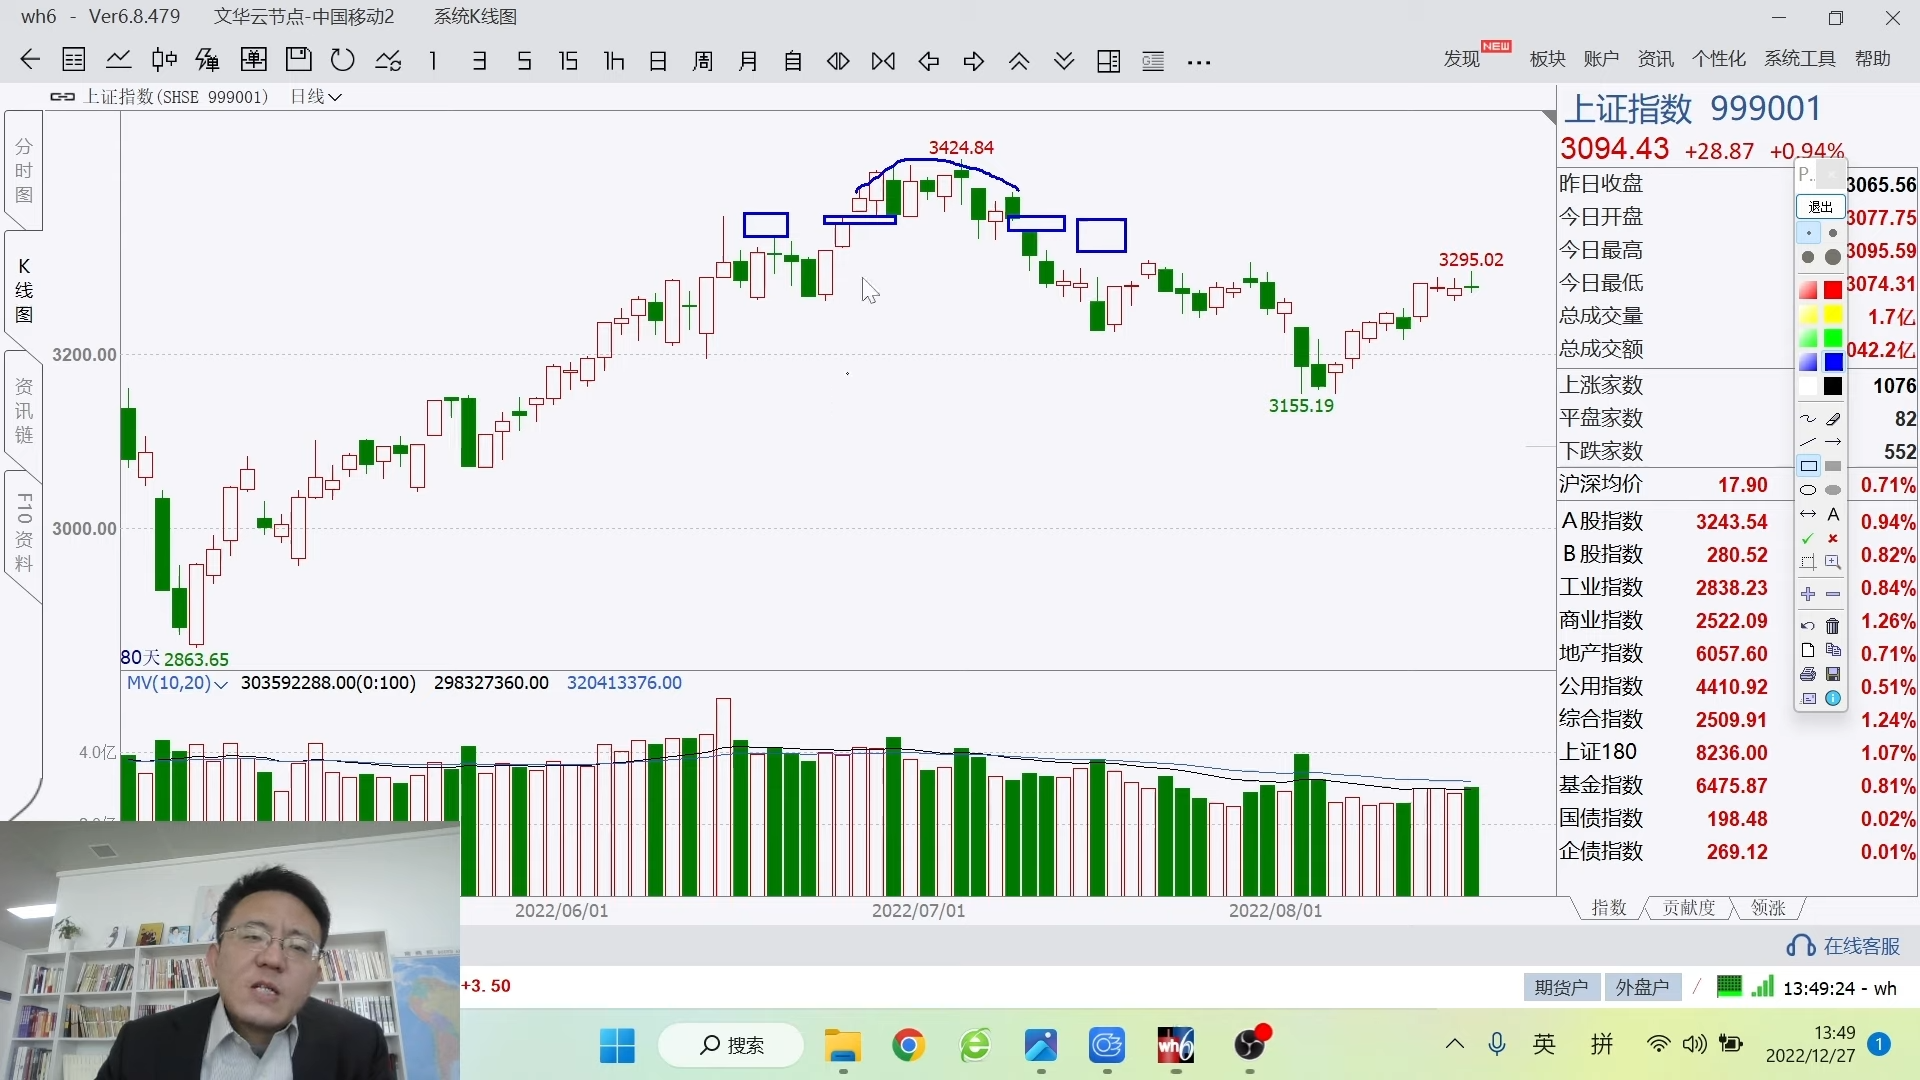 wh6 - Ver6.8.479 文华云节点-中国移动2 系统K线图
1 3 5 15 1h 日 周 月 自 ...
发现 NEW 板块 账户 资讯 个性化 系统工具 帮助
上证指数(SHSE 999001) 日线
分时图
K线图
资讯链
F10资料
3424.84
3295.02
3200.00
3155.19
3000.00
80天 2863.65
MV(10,20) 303592288.00(0:100) 298327360.00 320413376.00
4.0亿
2022/06/01 2022/07/01 2022/08/01
上证指数 999001
3094.43 +28.87 +0.94%
昨日收盘 3065.56
今日开盘 3077.75
今日最高 3095.59
今日最低 3074.31
总成交量 1.7亿
总成交额 042.2亿
上涨家数 1076
平盘家数 82
下跌家数 552
沪深均价 17.90 0.71%
A股指数 3243.54 0.94%
B股指数 280.52 0.82%
工业指数 2838.23 0.84%
商业指数 2522.09 1.26%
地产指数 6057.60 0.71%
公用指数 4410.92 0.51%
综合指数 2509.91 1.24%
上证180 8236.00 1.07%
基金指数 6475.87 0.81%
国债指数 198.48 0.02%
企债指数 269.12 0.01%
P..
退出
A
指数 贡献度 领涨
在线客服
+3.50
期货户 外盘户 13:49:24 - wh
搜索
wh6
英 拼
13:49
2022/12/27
1